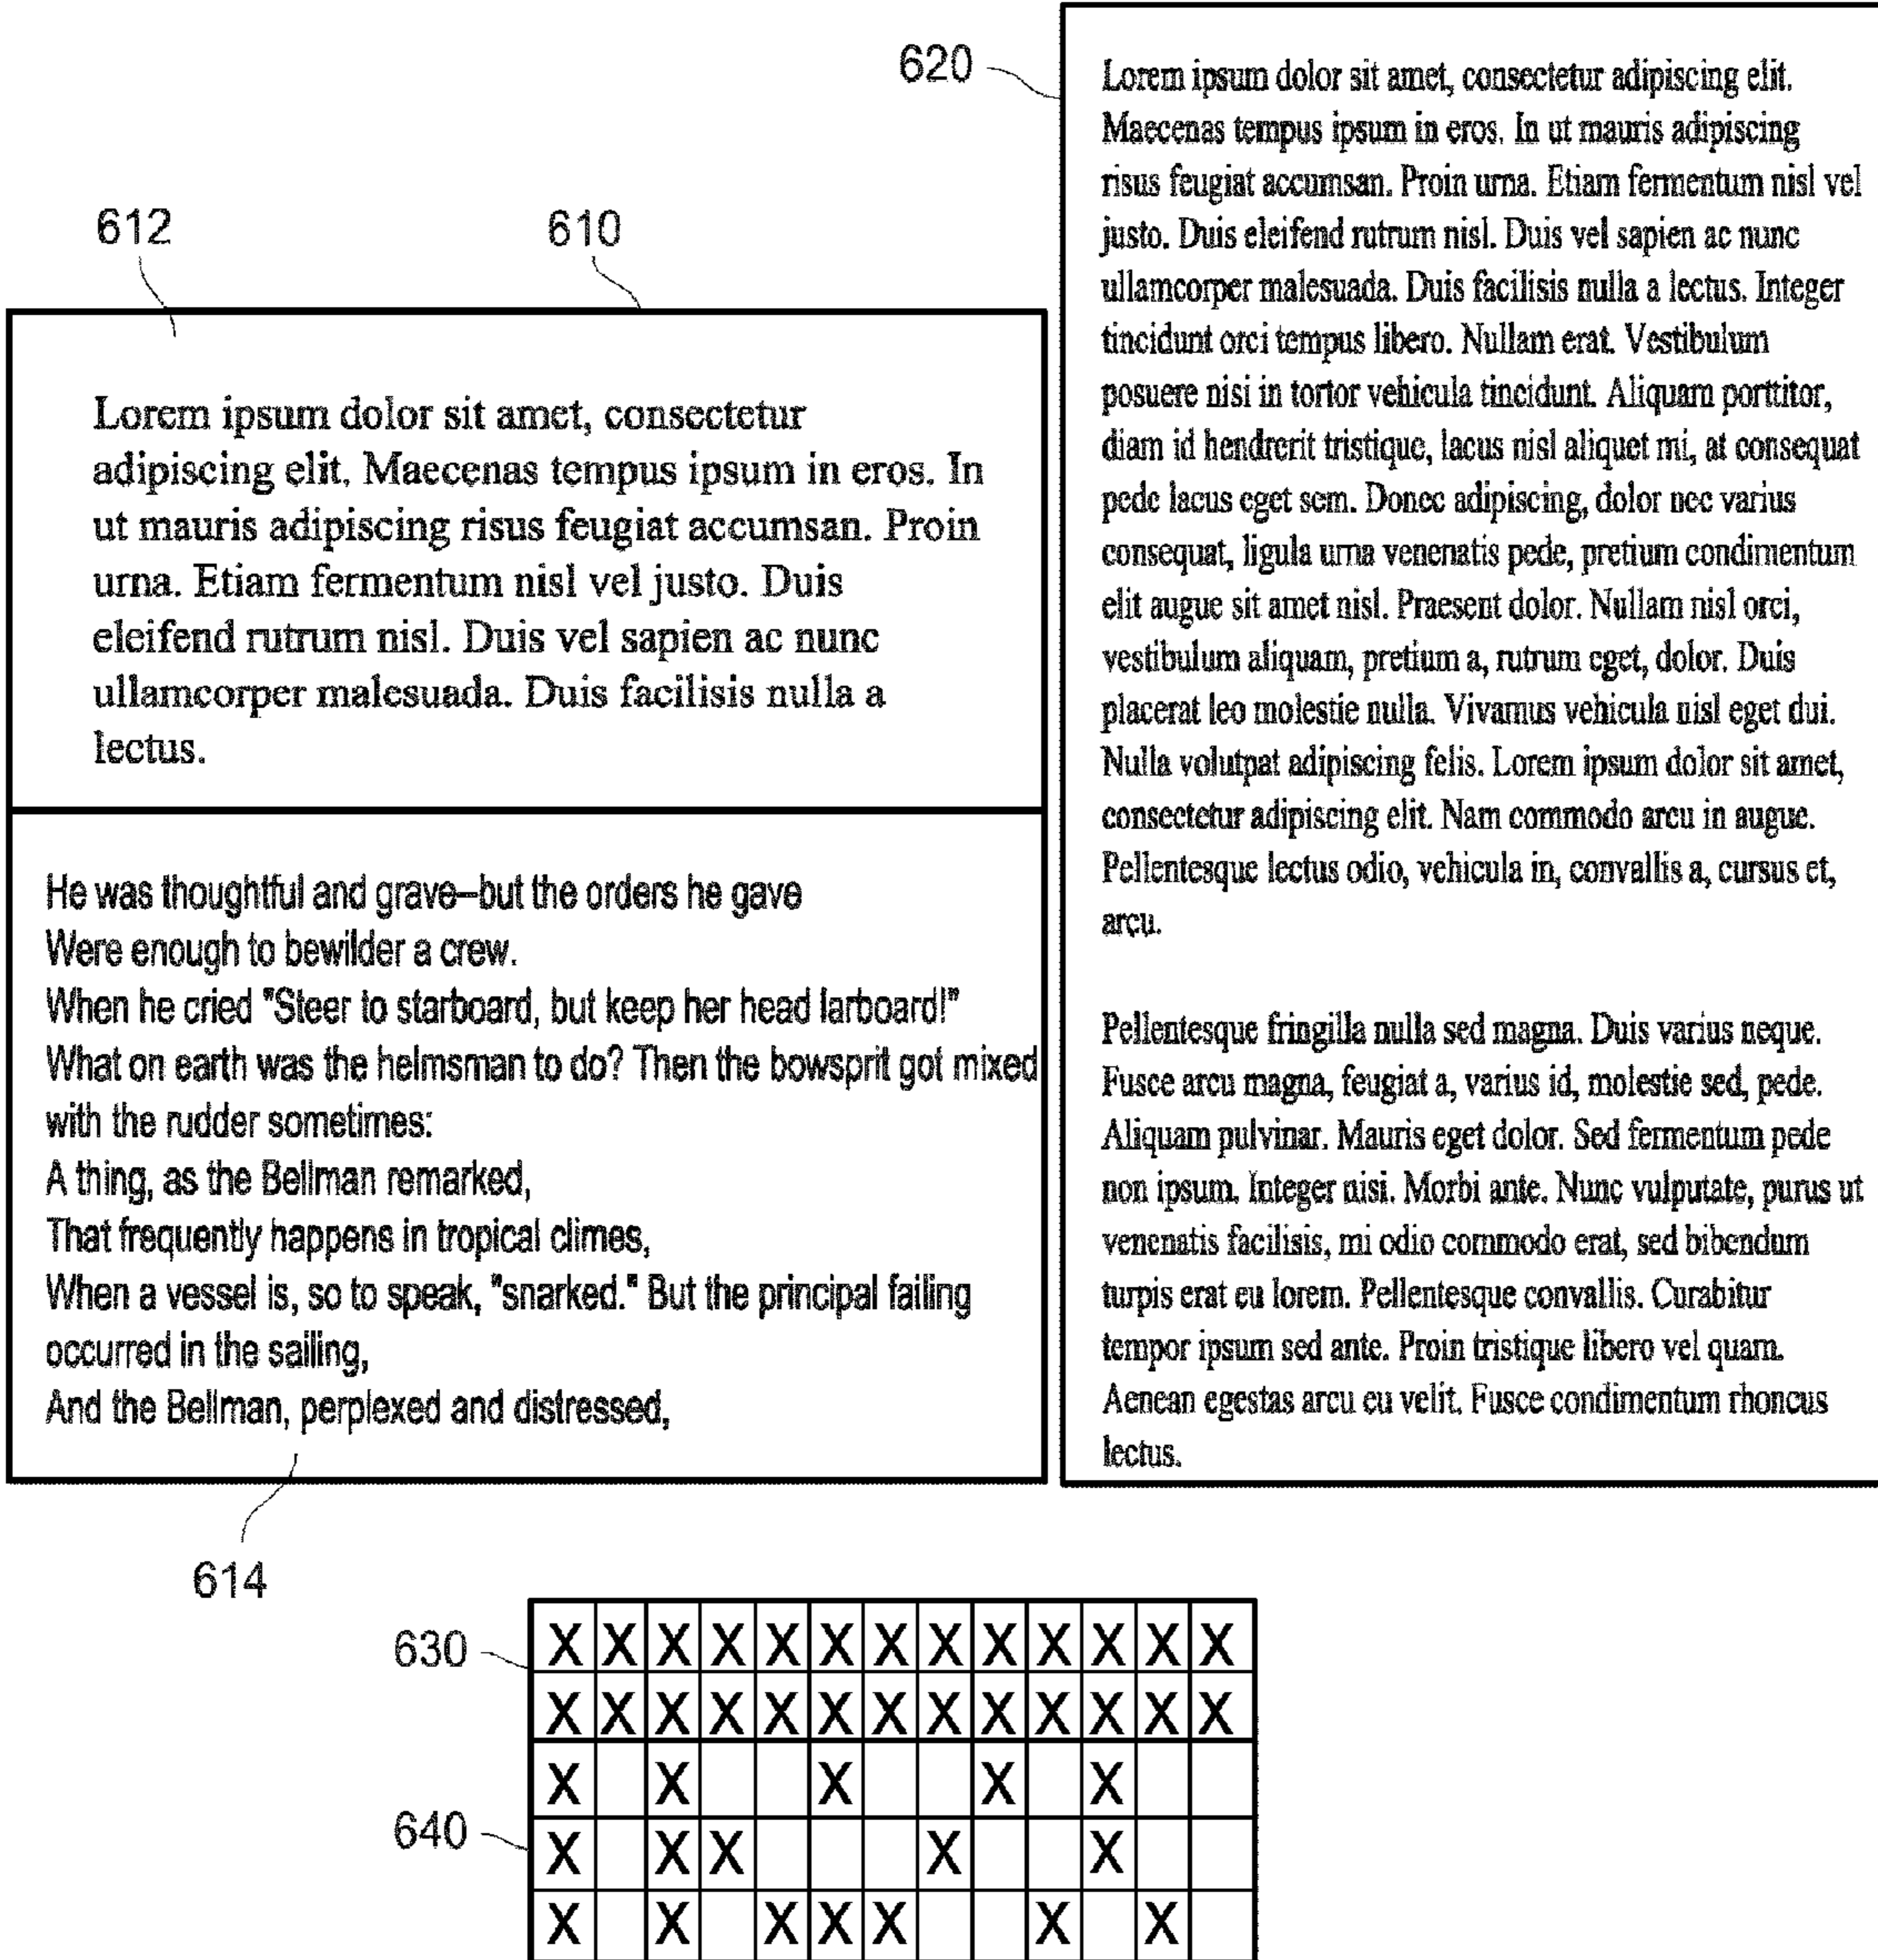 612
610
Lorem ipsum dolor sit amet, consectetur
adipiscing elit. Maecenas tempus ipsum in eros. In
ut mauris adipiscing risus feugiat accumsan. Proin
urna. Etiam fermentum nisl vel justo. Duis
eleifend rutrum nisl. Duis vel sapien ac nunc
ullamcorper malesuada. Duis facilisis nulla a
lectus.
He was thoughtful and grave–but the orders he gave
Were enough to bewilder a crew.
When he cried "Steer to starboard, but keep her head larboard!"
What on earth was the helmsman to do? Then the bowsprit got mixed
with the rudder sometimes:
A thing, as the Bellman remarked,
That frequently happens in tropical climes,
When a vessel is, so to speak, "snarked." But the principal failing
occurred in the sailing,
And the Bellman, perplexed and distressed,
614
620
Lorem ipsum dolor sit amet, consectetur adipiscing elit.
Maecenas tempus ipsum in eros. In ut mauris adipiscing
risus feugiat accumsan. Proin urna. Etiam fermentum nisl vel
justo. Duis eleifend rutrum nisl. Duis vel sapien ac nunc
ullamcorper malesuada. Duis facilisis nulla a lectus. Integer
tincidunt orci tempus libero. Nullam erat. Vestibulum
posuere nisi in tortor vehicula tincidunt. Aliquam porttitor,
diam id hendrerit tristique, lacus nisl aliquet mi, at consequat
pede lacus eget sem. Donec adipiscing, dolor nec varius
consequat, ligula urna venenatis pede, pretium condimentum
elit augue sit amet nisl. Praesent dolor. Nullam nisl orci,
vestibulum aliquam, pretium a, rutrum eget, dolor. Duis
placerat leo molestie nulla. Vivamus vehicula nisl eget dui.
Nulla volutpat adipiscing felis. Lorem ipsum dolor sit amet,
consectetur adipiscing elit. Nam commodo arcu in augue.
Pellentesque lectus odio, vehicula in, convallis a, cursus et,
arcu.
Pellentesque fringilla nulla sed magna. Duis varius neque.
Fusce arcu magna, feugiat a, varius id, molestie sed, pede.
Aliquam pulvinar. Mauris eget dolor. Sed fermentum pede
non ipsum. Integer nisi. Morbi ante. Nunc vulputate, purus ut
venenatis facilisis, mi odio commodo erat, sed bibendum
turpis erat eu lorem. Pellentesque convallis. Curabitur
tempor ipsum sed ante. Proin tristique libero vel quam.
Aenean egestas arcu eu velit. Fusce condimentum rhoncus
lectus.
630
X X X X X X X X X X X X X
X X X X X X X X X X X X X
X X X X X
640
X X X X X
X X X X X X X